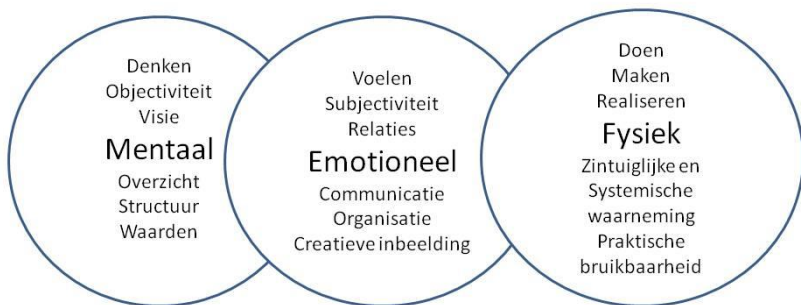 Denken
Objectiviteit
Visie
Mentaal
Overzicht
Structuur
Waarden
Voelen
Subjectiviteit
Relaties
Emotioneel
Communicatie
Organisatie
Creatieve inbeelding
Doen
Maken
Realiseren
Fysiek
Zintuiglijke en
Systemische
waarneming
Praktische
bruikbaarheid